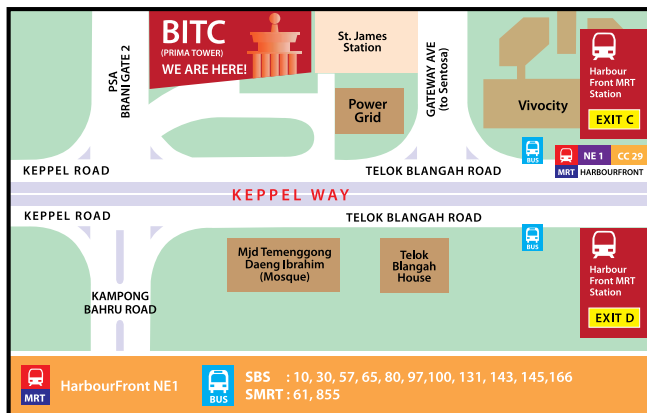 BITC
(PRIMA TOWER)
WE ARE HERE!
PSA
BRANI GATE 2
St. James
Station
GATEWAY AVE
(to Sentosa)
Power
Grid
Vivocity
Harbour
Front MRT
Station
EXIT C
BUS
MRT
NE 1
CC 29
HARBOURFRONT
KEPPEL ROAD
TELOK BLANGAH ROAD
KEPPEL WAY
KEPPEL ROAD
TELOK BLANGAH ROAD
BUS
Mjd Temenggong
Daeng Ibrahim
(Mosque)
Telok
Blangah
House
Harbour
Front MRT
Station
EXIT D
KAMPONG
BAHRU ROAD
MRT
HarbourFront NE1
BUS
SBS : 10, 30, 57, 65, 80, 97,100, 131, 143, 145,166
SMRT : 61, 855